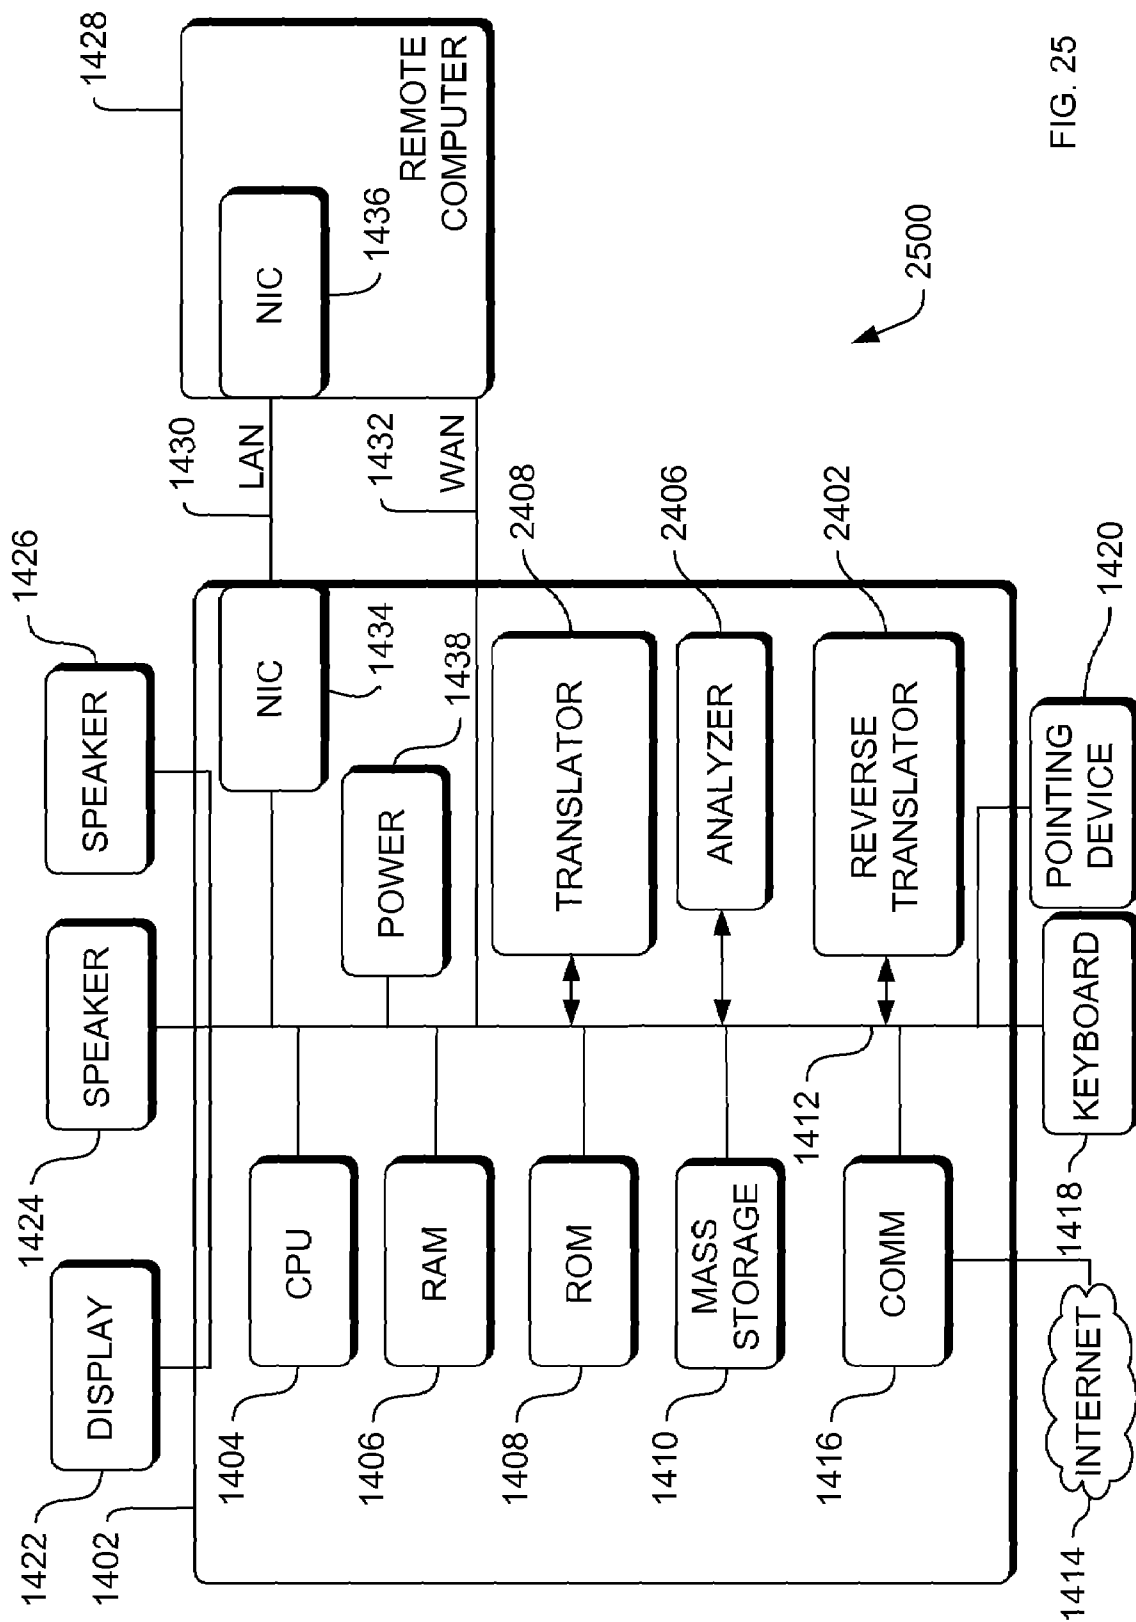 1422
DISPLAY
1424
SPEAKER
SPEAKER
1426
1428
1402
1404
CPU
NIC
1434
1430
LAN
NIC
1436
REMOTE
COMPUTER
1406
RAM
POWER
1438
1432
WAN
1408
ROM
TRANSLATOR
2408
1410
MASS
STORAGE
ANALYZER
2406
1412
1416
COMM
REVERSE
TRANSLATOR
2402
2500
1414
INTERNET
1418
KEYBOARD
POINTING
DEVICE
1420
FIG. 25